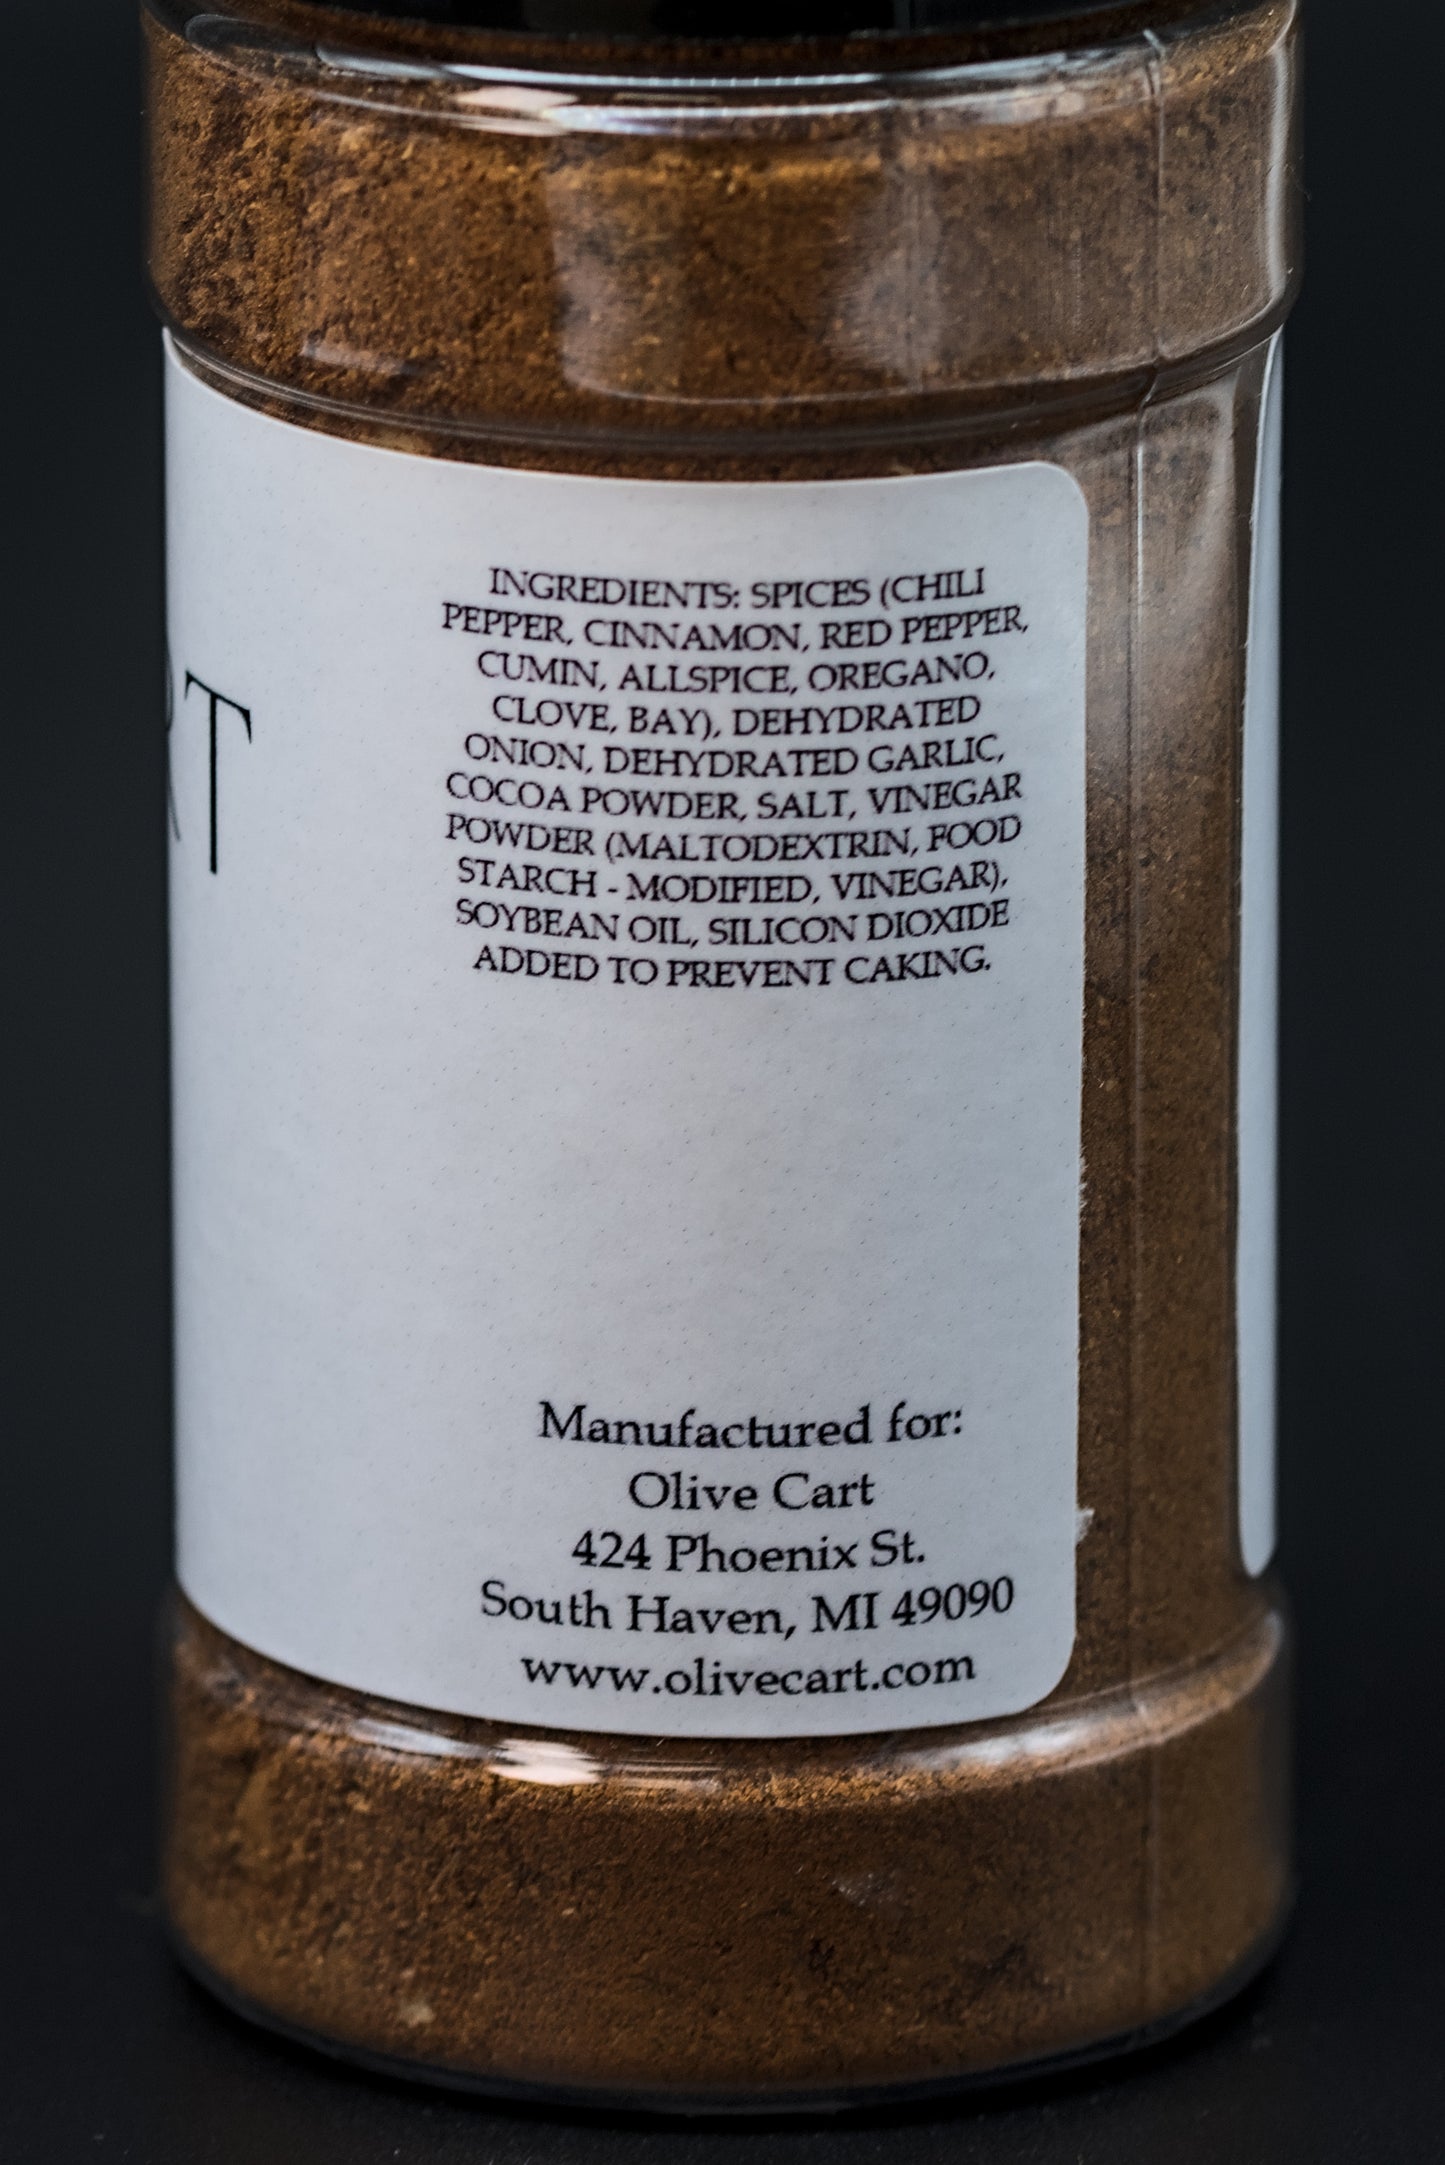 RT
INGREDIENTS: SPICES (CHILI
PEPPER, CINNAMON, RED PEPPER,
CUMIN, ALLSPICE, OREGANO,
CLOVE, BAY), DEHYDRATED
ONION, DEHYDRATED GARLIC,
COCOA POWDER, SALT, VINEGAR
POWDER (MALTODEXTRIN, FOOD
STARCH - MODIFIED, VINEGAR),
SOYBEAN OIL, SILICON DIOXIDE
ADDED TO PREVENT CAKING.
Manufactured for:
Olive Cart
424 Phoenix St.
South Haven, MI 49090
www.olivecart.com